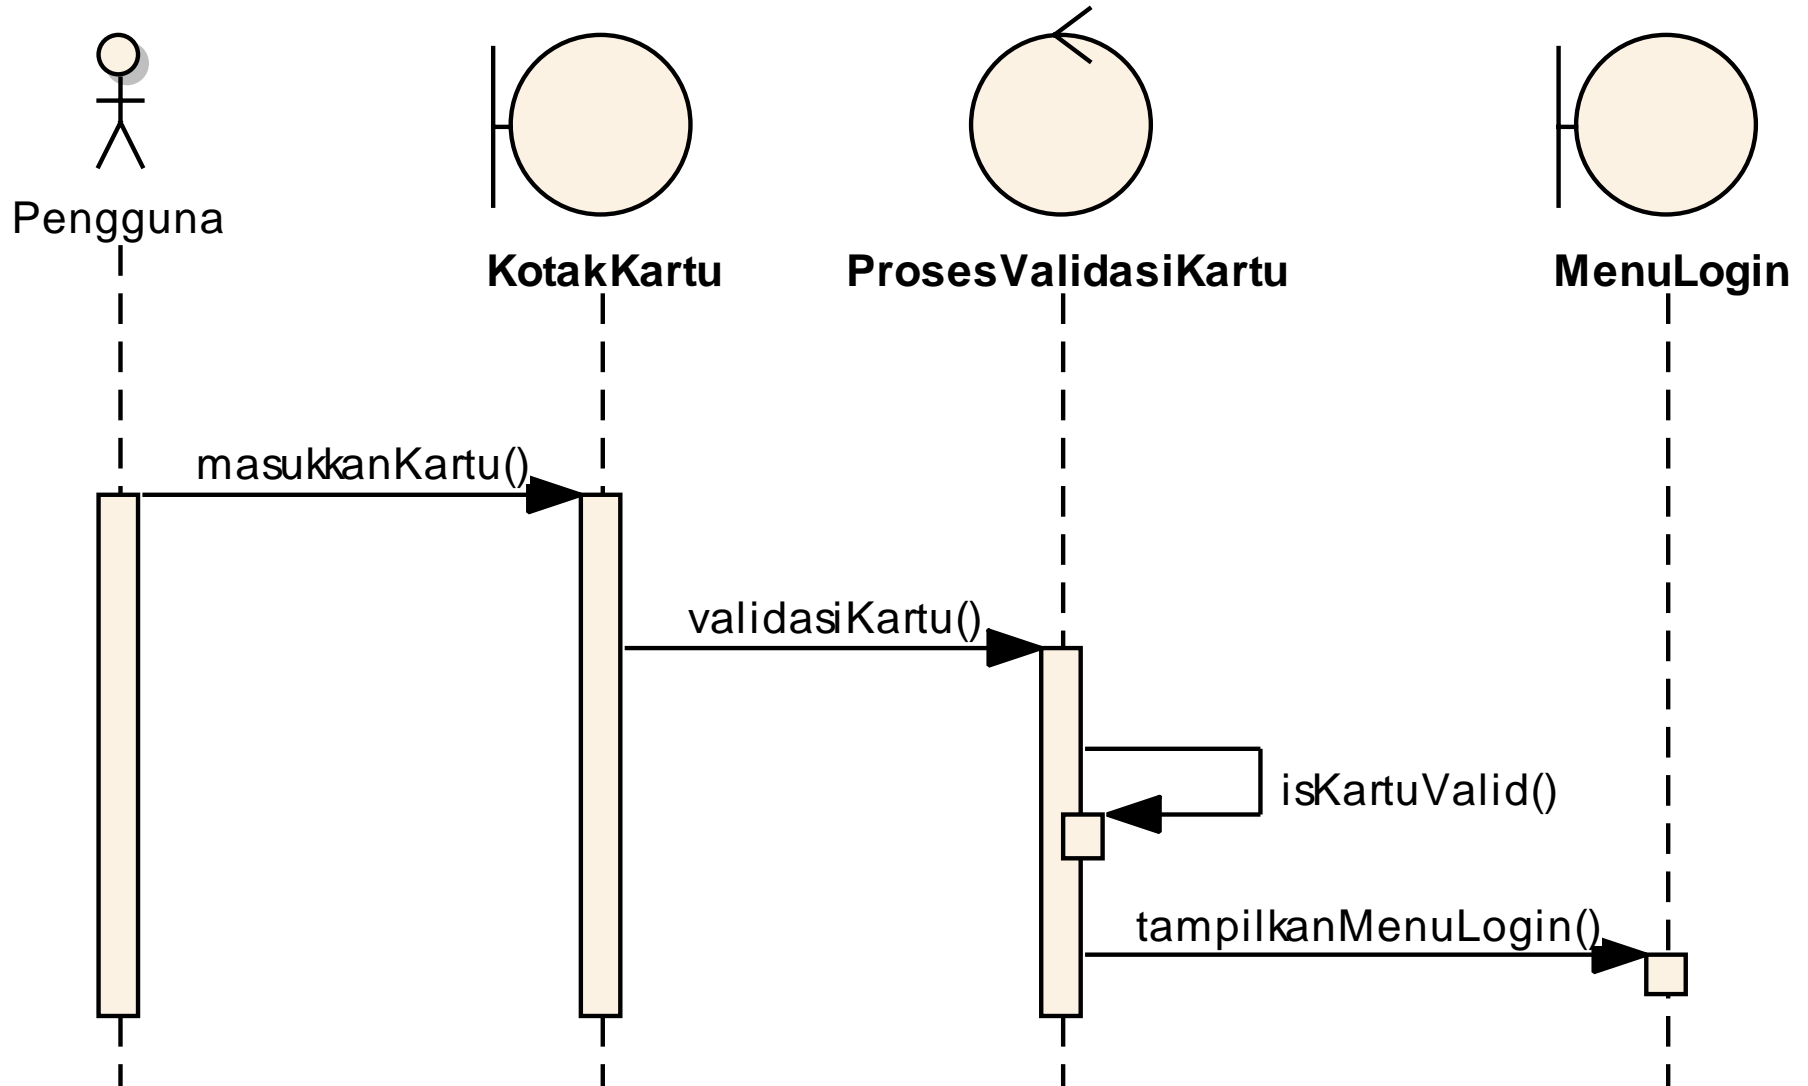 Pengguna
KotakKartu
ProsesValidasiKartu
MenuLogin
masukkanKartu()
validasiKartu()
isKartuValid()
tampilkanMenuLogin()